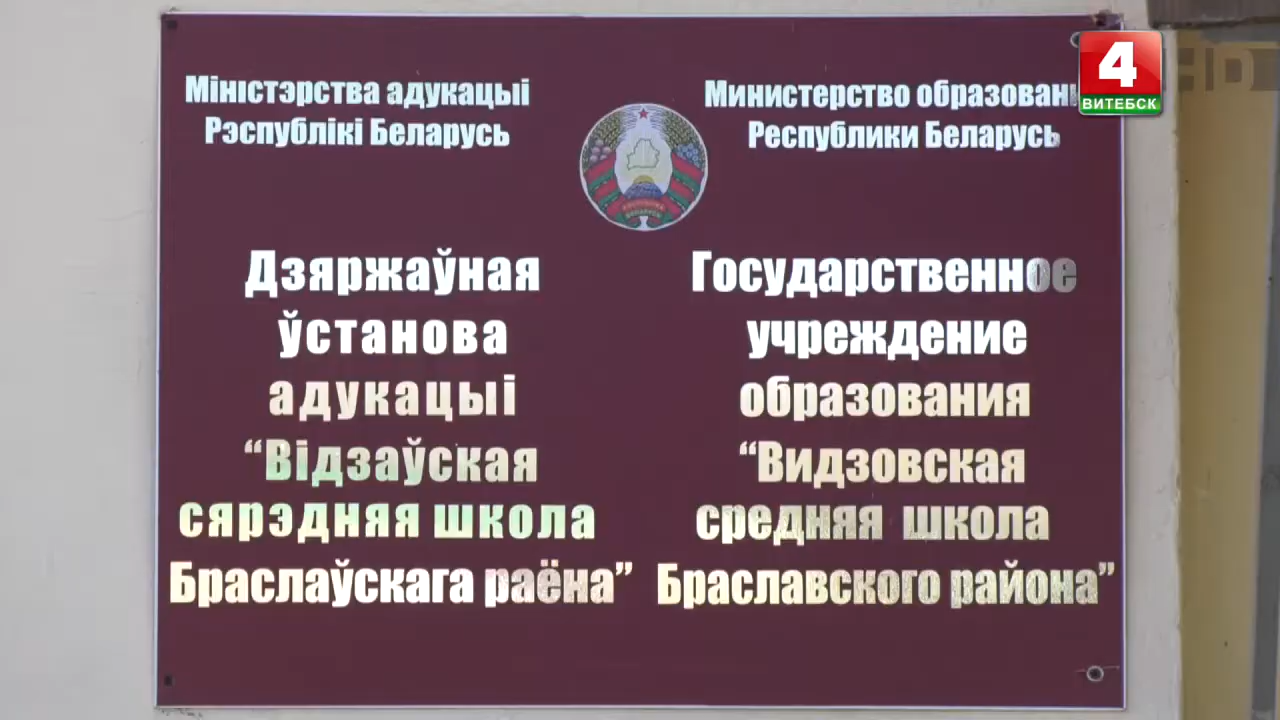 Міністэрства адукацыі
Рэспублікі Беларусь
Министерство образован
Республики Беларусь
Дзяржаўная
ўстанова
адукацыі
“Відзаўская
сярэдняя школа
Браслаўскага раёна”
Государственное
учреждение
образования
“Видзовская
средняя школа
Браславского района”
4
ВИТЕБСК
HD